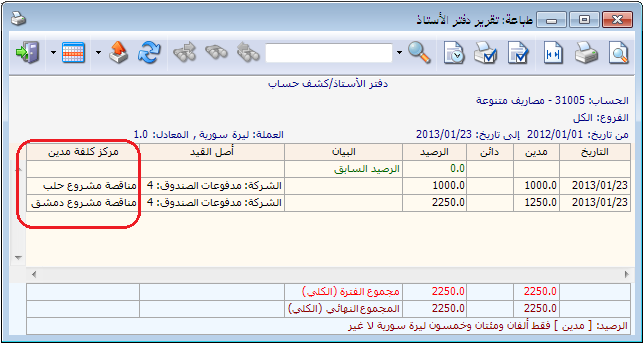 طباعة: تقرير دفتر الأستاذ
دفتر الأستاذ/كشف حساب
الحساب: 31005 - مصاريف متنوعة
الفروع: الكل
من تاريخ: 2012/01/01 إلى تاريخ: 2013/01/23 العملة: ليرة سورية , المعادل: 1.0
التاريخ مدين دائن الرصيد البيان أصل القيد مركز كلفة مدين
0.0 الرصيد السابق
2013/01/23 1000.0 1000.0 الشركة: مدفوعات الصندوق: 4 مناقصة مشروع حلب
2013/01/23 1250.0 2250.0 الشركة: مدفوعات الصندوق: 4 مناقصة مشروع دمشق
2250.0 2250.0 مجموع الفترة (الكلي)
2250.0 2250.0 المجموع النهائي (الكلي)
الرصيد: [ مدين ] فقط ألفان ومئتان وخمسون ليرة سورية لا غير